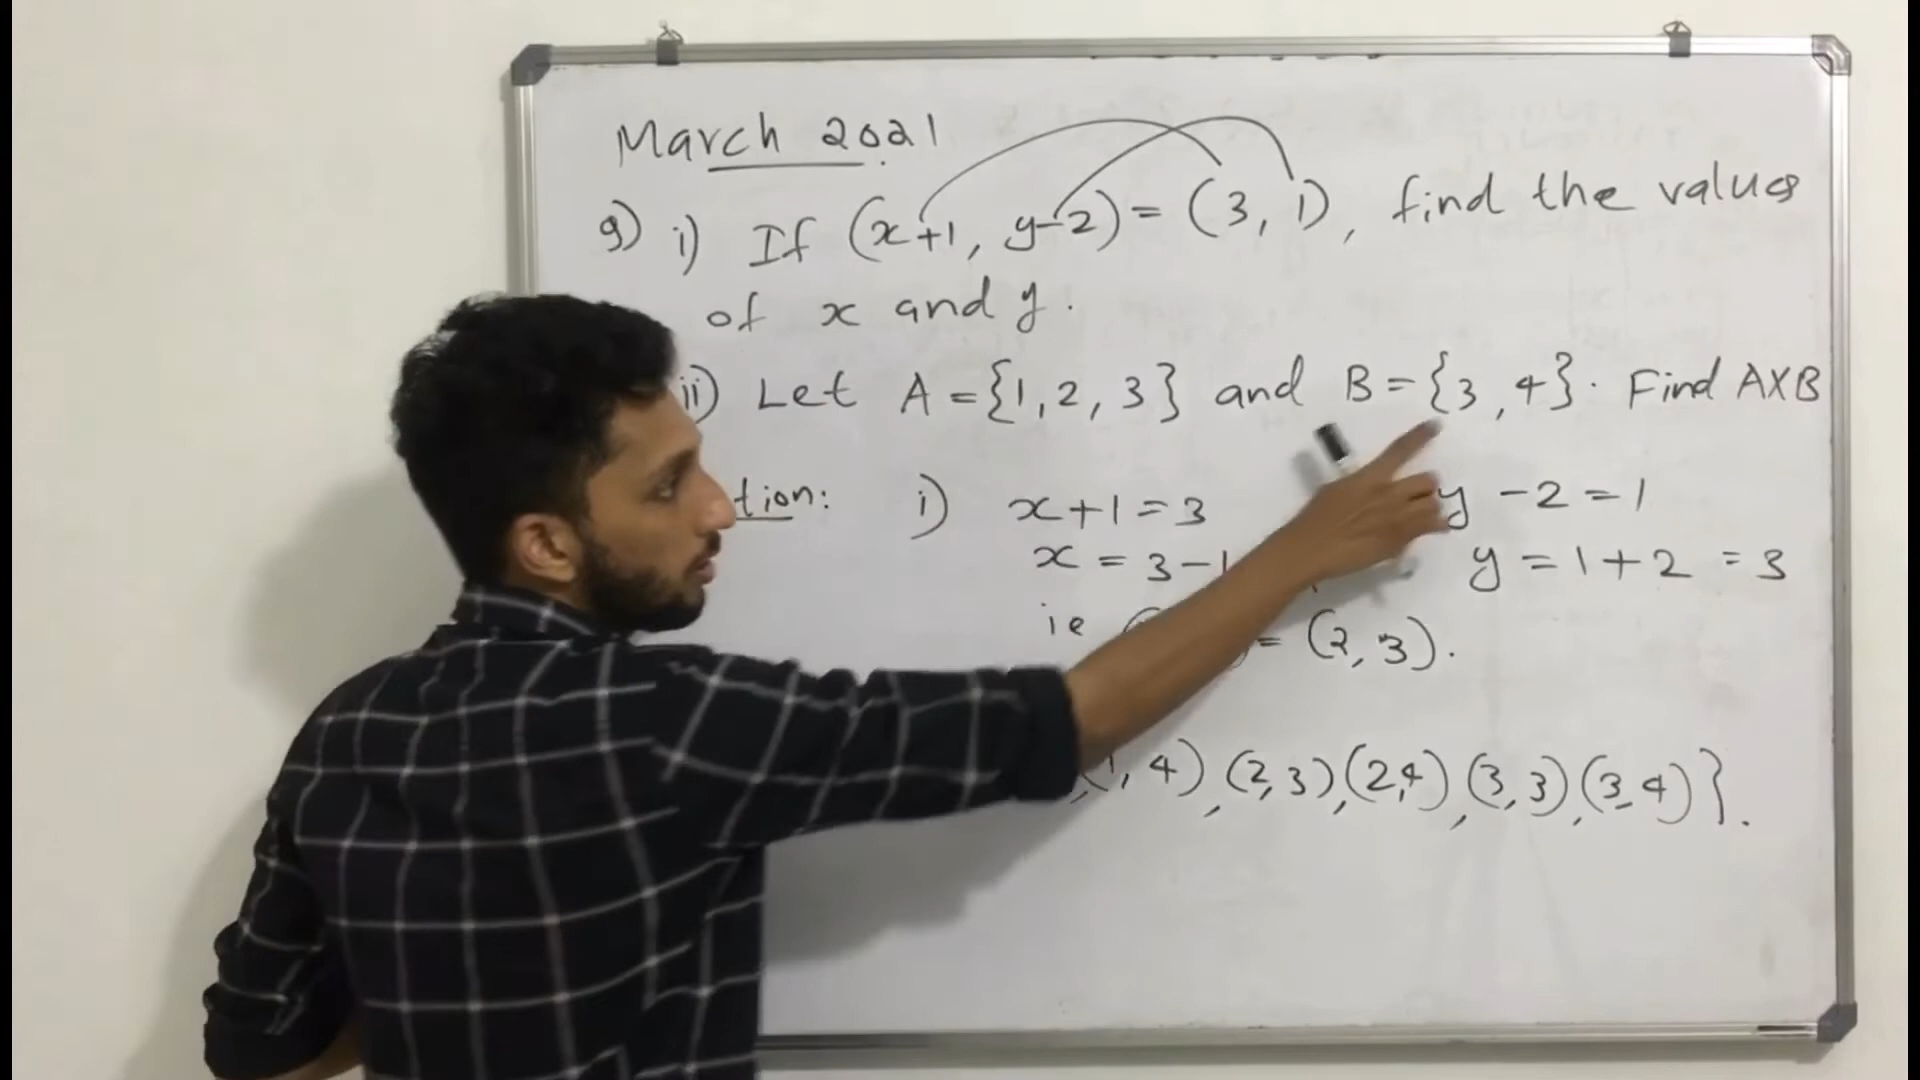 March 2021
9) i) If (x+1, y-2) = (3, 1), find the values
of x and y.
ii) Let A = {1, 2, 3} and B = {3, 4}. Find AXB
tion: i) x+1=3 y -2=1
x = 3-1 y = 1+2 = 3
ie = (2, 3).
(1, 4), (2, 3), (2, 4), (3, 3), (3, 4)}.